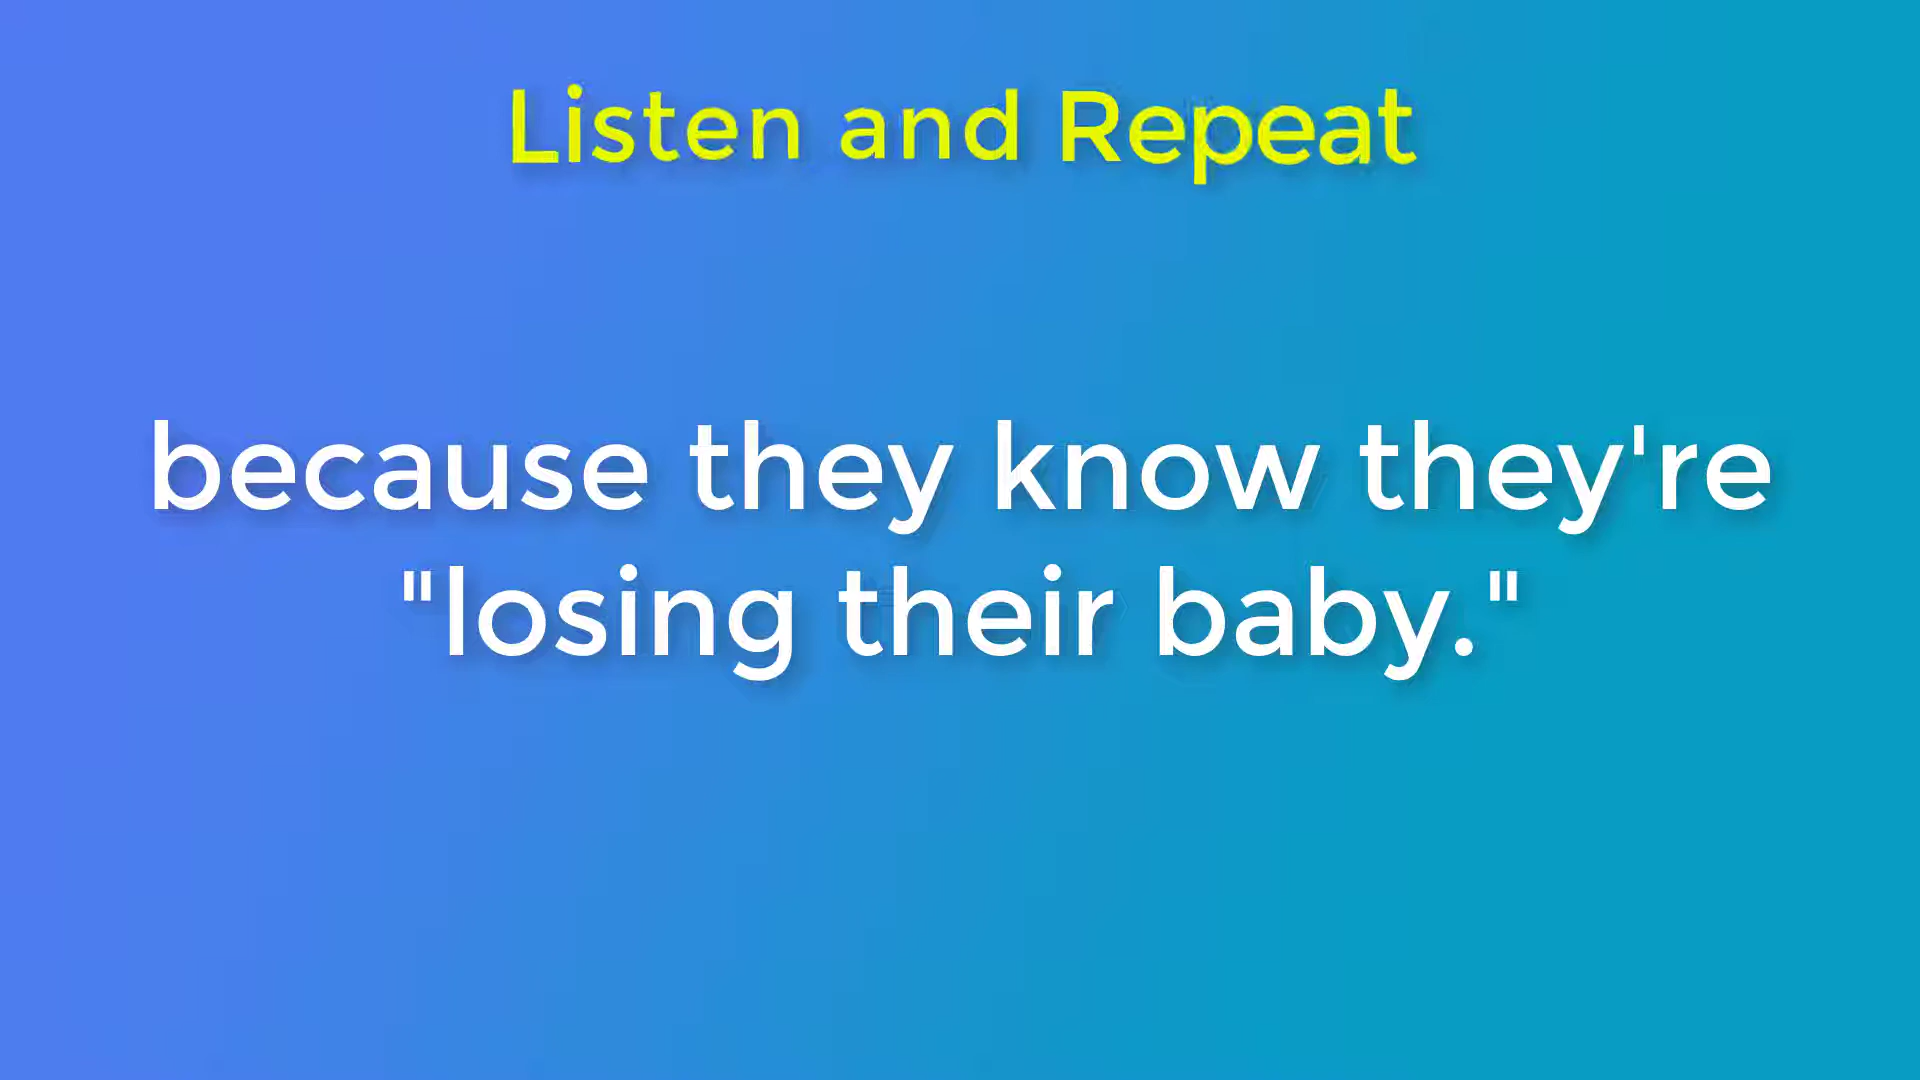 Listen and Repeat
because they know they're
"losing their baby."